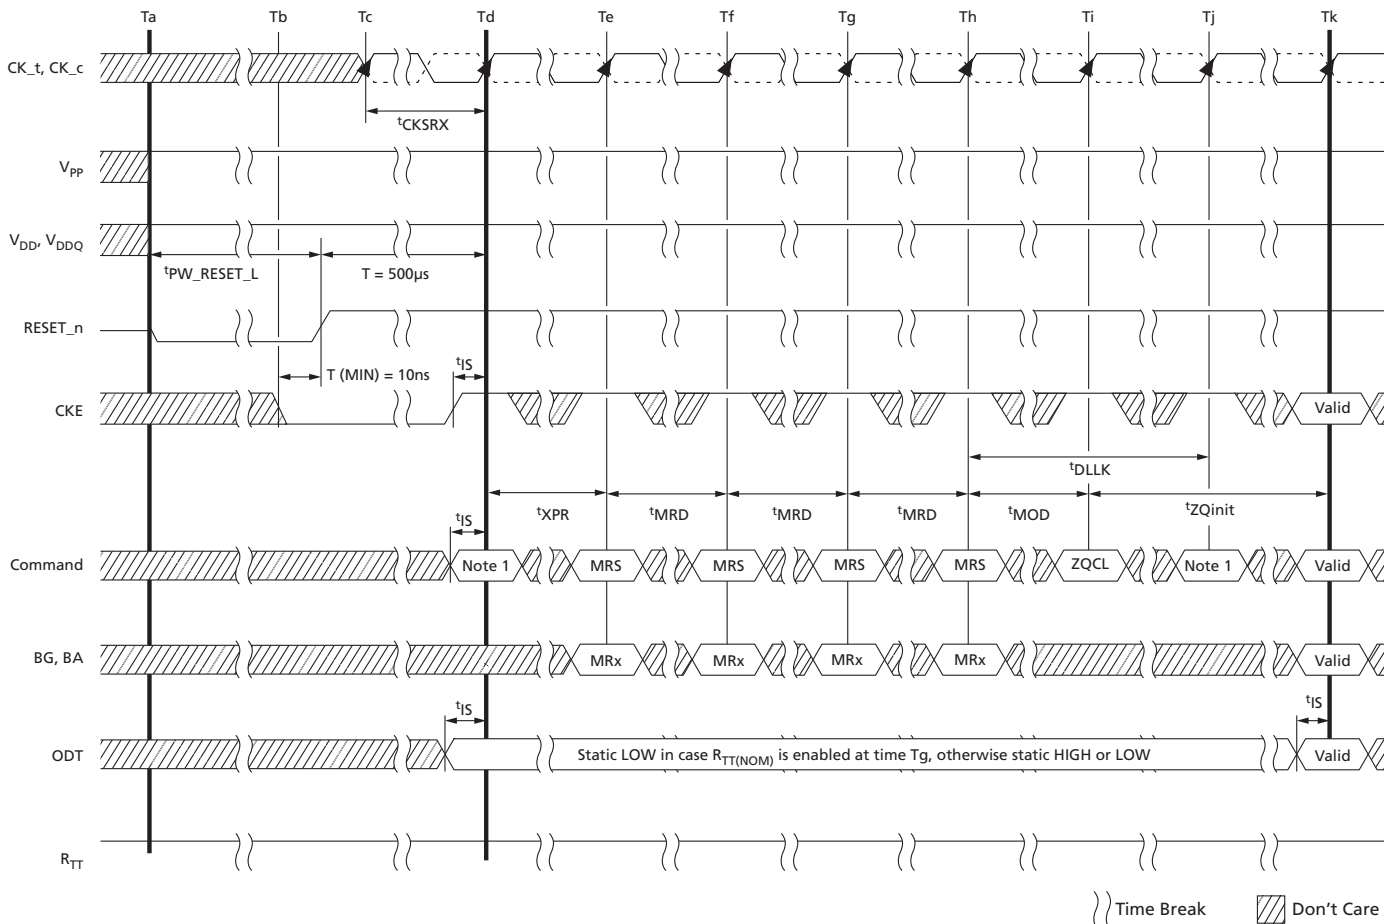 Ta Tb Tc Td Te Tf Tg Th Ti Tj Tk
CK_t, CK_c
tCKSRX
VPP
VDD, VDDQ
tPW_RESET_L T = 500μs
RESET_n
T (MIN) = 10ns tIS
CKE Valid
tDLLK
tXPR tMRD tMRD tMRD tMOD tZQinit
tIS
Command Note 1 MRS MRS MRS MRS ZQCL Note 1 Valid
BG, BA MRx MRx MRx MRx Valid
tIS tIS
ODT Static LOW in case RTT(NOM) is enabled at time Tg, otherwise static HIGH or LOW Valid
RTT
Time Break Don't Care